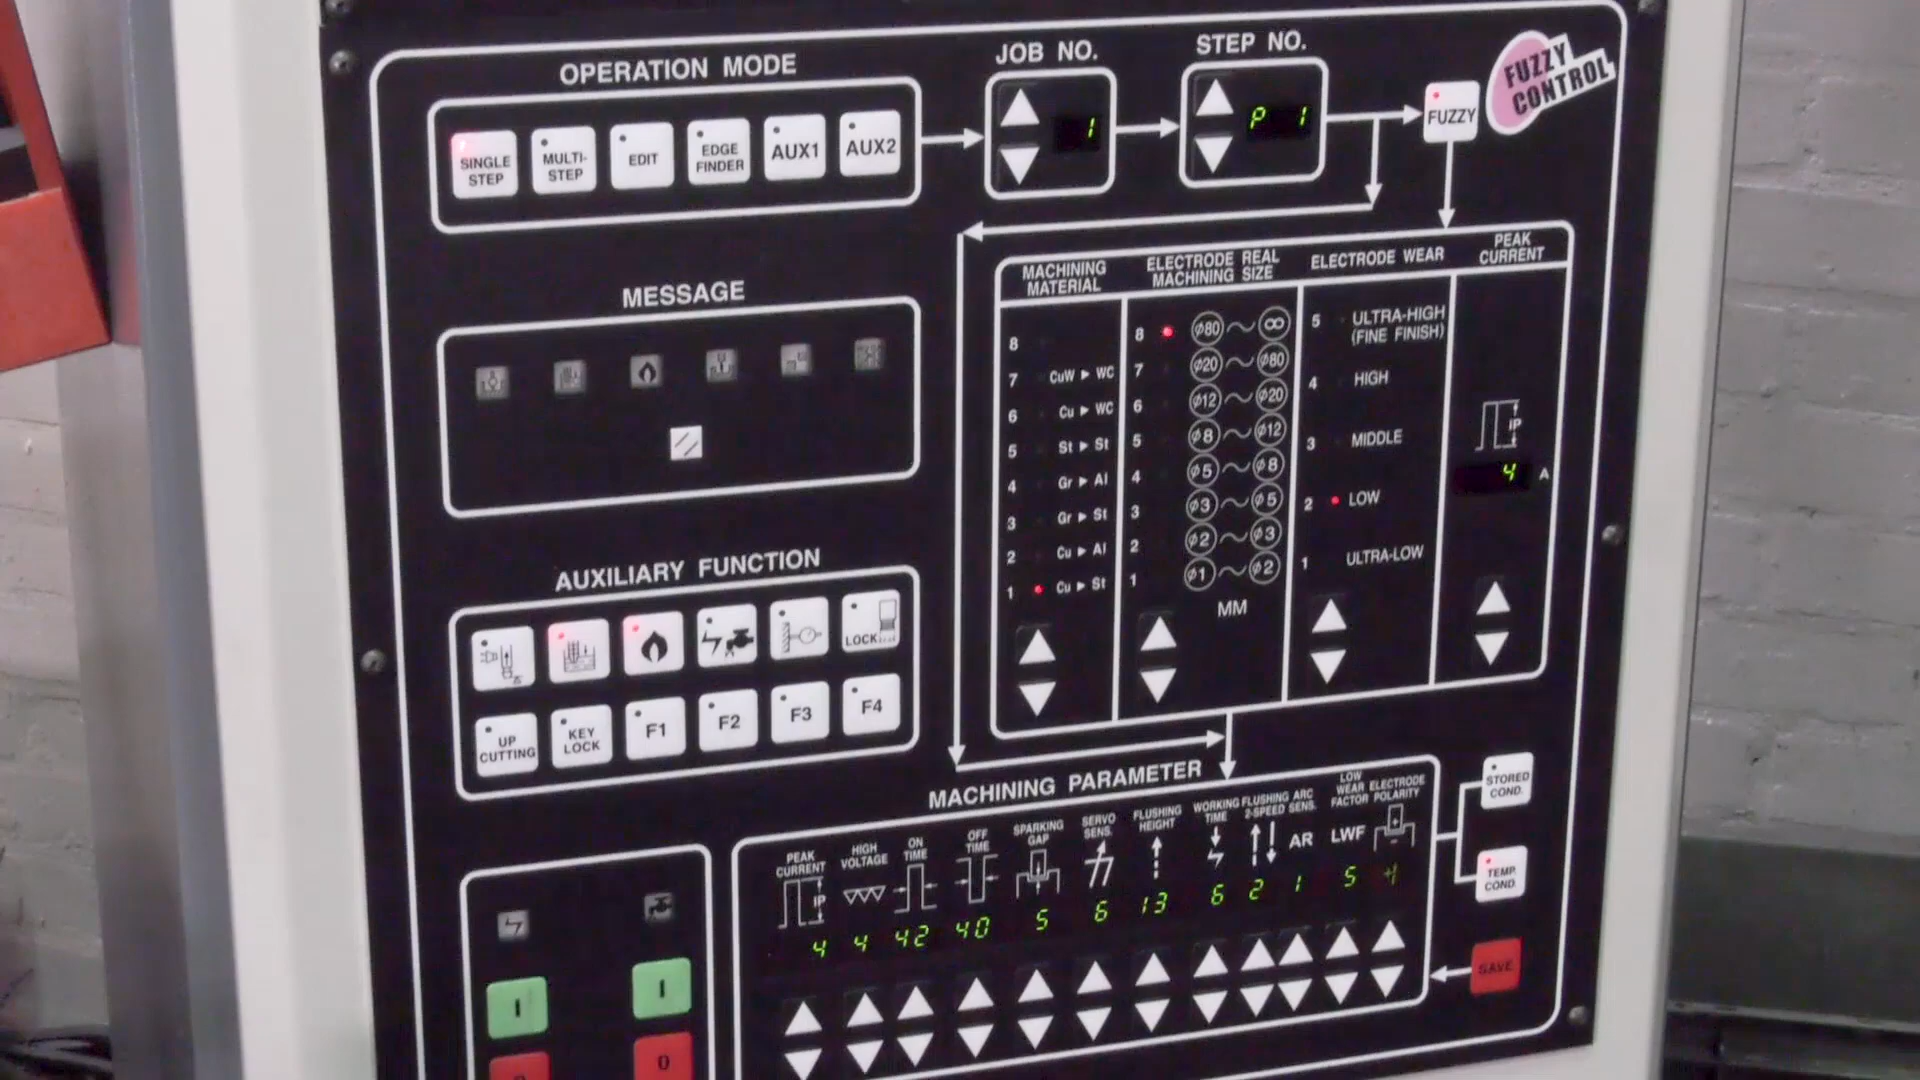 OPERATION MODE
SINGLE
STEP
MULTI-
STEP
EDIT
EDGE
FINDER
AUX1
AUX2
JOB NO.
1
STEP NO.
P 1
FUZZY
FUZZY
CONTROL
MESSAGE
MACHINING
MATERIAL
8
7 CuW ▶ WC
6 Cu ▶ WC
5 St ▶ St
4 Gr ▶ Al
3 Gr ▶ St
2 Cu ▶ Al
1 Cu ▶ St
ELECTRODE REAL
MACHINING SIZE
8 ø80 ~ ∞
7 ø20 ~ ø80
6 ø12 ~ ø20
5 ø8 ~ ø12
4 ø5 ~ ø8
3 ø3 ~ ø5
2 ø2 ~ ø3
1 ø1 ~ ø2
MM
ELECTRODE WEAR
5 ULTRA-HIGH
(FINE FINISH)
4 HIGH
3 MIDDLE
2 LOW
1 ULTRA-LOW
PEAK
CURRENT
IP
4 A
AUXILIARY FUNCTION
LOCK
UP
CUTTING
KEY
LOCK
F1
F2
F3
F4
MACHINING PARAMETER
PEAK
CURRENT
IP
HIGH
VOLTAGE
ON
TIME
OFF
TIME
SPARKING
GAP
SERVO
SENS.
FLUSHING
HEIGHT
WORKING
TIME
FLUSHING
2-SPEED
ARC
SENS.
AR
LOW
WEAR
FACTOR
LWF
ELECTRODE
POLARITY
4 4 42 40 5 6 13 6 2 1 5 +1
STORED
COND.
TEMP.
COND.
SAVE
I
I
0